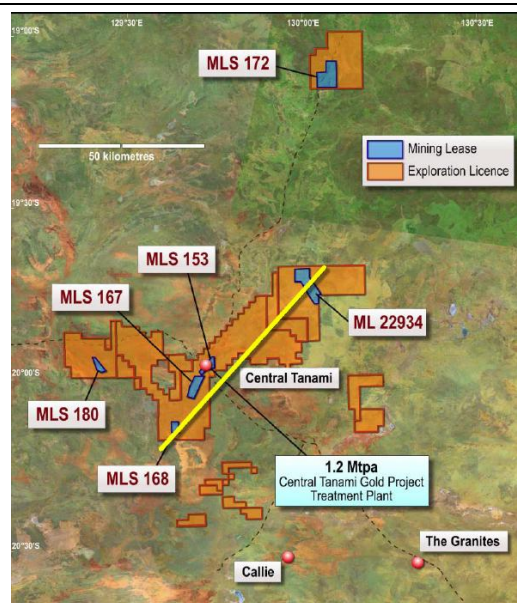 129°30'E
130°00'E
130°30'E
19°00'S
MLS 172
50 kilometres
Mining Lease
Exploration Licence
19°30'S
MLS 153
MLS 167
ML 22934
20°00'S
Central Tanami
MLS 180
MLS 168
1.2 Mtpa
Central Tanami Gold Project
Treatment Plant
20°30'S
The Granites
Callie